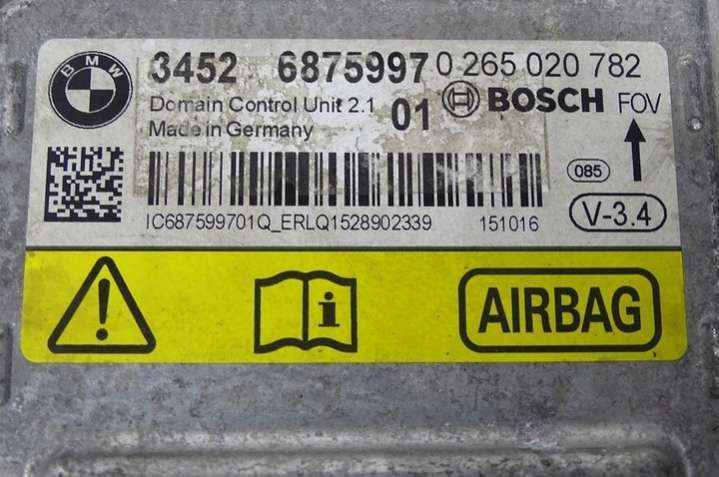 BMW
3452 6875997 0 265 020 782
Domain Control Unit 2.1 01 BOSCH FOV
Made in Germany
085
V-3.4
IC687599701Q_ERLQ1528902339 151016
! i AIRBAG